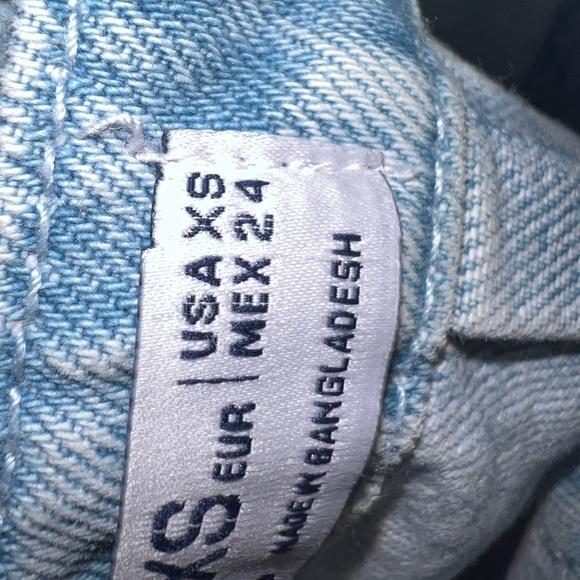 XS
EUR | USA XS
MEX 24
MADE IN BANGLADESH